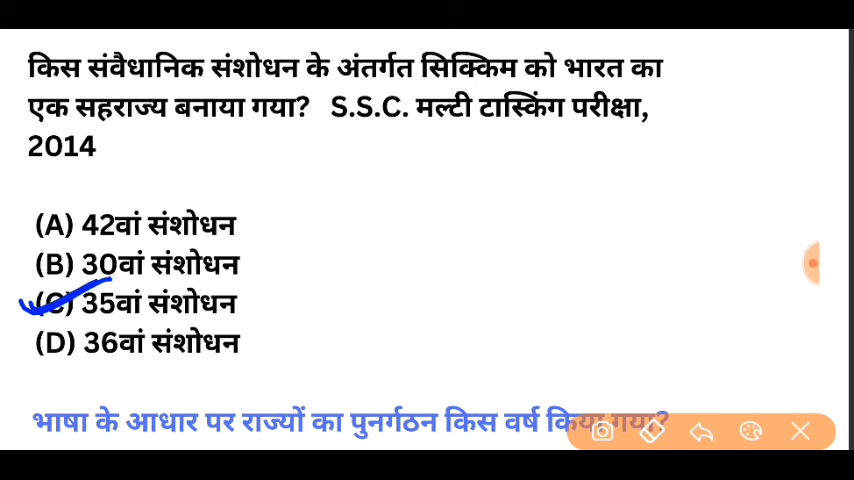 किस संवैधानिक संशोधन के अंतर्गत सिक्किम को भारत का
एक सहराज्य बनाया गया? S.S.C. मल्टी टास्किंग परीक्षा,
2014
(A) 42वां संशोधन
(B) 30वां संशोधन
(C) 35वां संशोधन
(D) 36वां संशोधन
भाषा के आधार पर राज्यों का पुनर्गठन किस वर्ष किया गया?